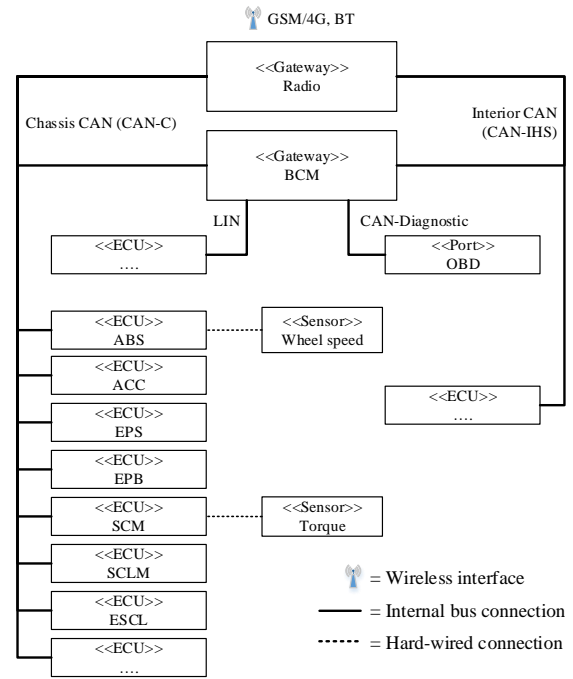 GSM/4G, BT
<<Gateway>>
Radio
Chassis CAN (CAN-C)
Interior CAN
(CAN-IHS)
<<Gateway>>
BCM
LIN
CAN-Diagnostic
<<ECU>>
....
<<Port>>
OBD
<<ECU>>
ABS
<<Sensor>>
Wheel speed
<<ECU>>
ACC
<<ECU>>
....
<<ECU>>
EPS
<<ECU>>
EPB
<<ECU>>
SCM
<<Sensor>>
Torque
<<ECU>>
SCLM
<<ECU>>
ESCL
<<ECU>>
....
= Wireless interface
= Internal bus connection
= Hard-wired connection